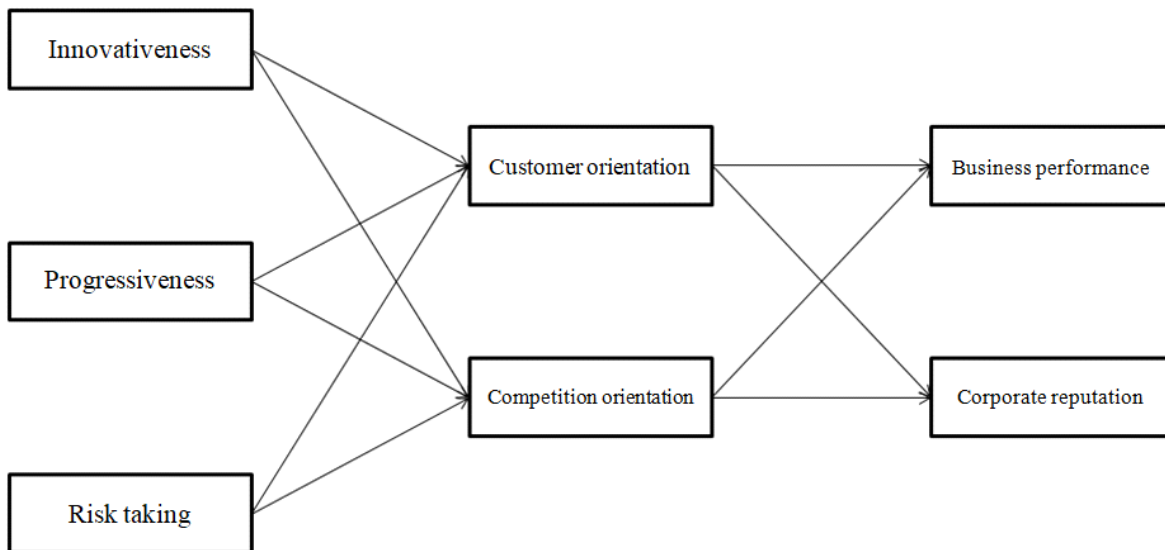 Innovativeness
Customer orientation
Business performance
Progressiveness
Competition orientation
Corporate reputation
Risk taking